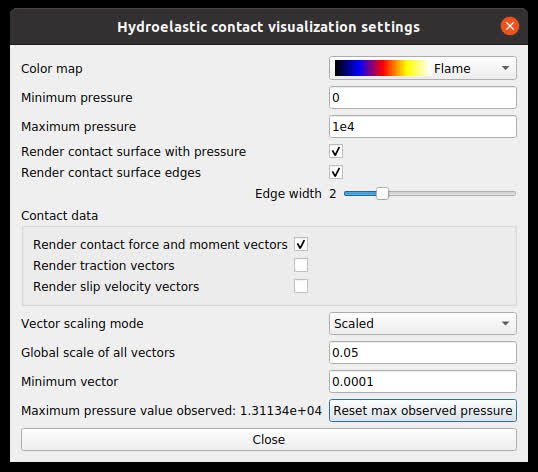 Hydroelastic contact visualization settings
Color map Flame
Minimum pressure 0
Maximum pressure 1e4
Render contact surface with pressure
Render contact surface edges
Edge width 2
Contact data
Render contact force and moment vectors
Render traction vectors
Render slip velocity vectors
Vector scaling mode Scaled
Global scale of all vectors 0.05
Minimum vector 0.0001
Maximum pressure value observed: 1.31134e+04 Reset max observed pressure
Close